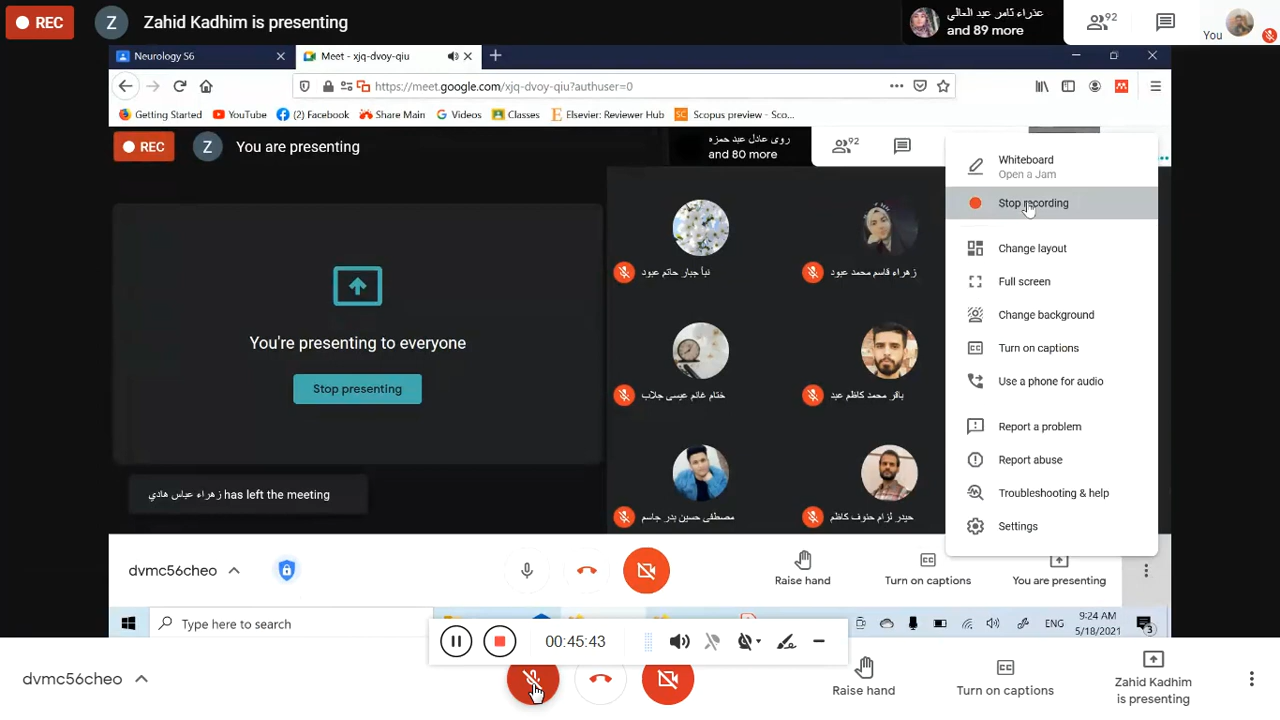 REC
Z
Zahid Kadhim is presenting
عذراء ثامر عبد العالي
and 89 more
92
You
Neurology S6
Meet - xjq-dvoy-qiu
https://meet.google.com/xjq-dvoy-qiu?authuser=0
Getting Started
YouTube
(2) Facebook
Share Main
Videos
Classes
Elsevier: Reviewer Hub
Scopus preview - Sco...
REC
Z
You are presenting
روى عادل عبد حمزه
and 80 more
92
Whiteboard
Open a Jam
Stop recording
Change layout
Full screen
Change background
Turn on captions
Use a phone for audio
Report a problem
Report abuse
Troubleshooting & help
Settings
You're presenting to everyone
Stop presenting
نبأ جبار حاتم عبود
زهراء قاسم محمد عبود
ختام غانم عيسى جلاب
باقر محمد كاظم عبد
مصطفى حسين بدر جاسم
حيدر لزام حنوف كاظم
زهراء عباس هادي has left the meeting
dvmc56cheo
Raise hand
Turn on captions
You are presenting
Type here to search
ENG
9:24 AM
5/18/2021
3
00:45:43
dvmc56cheo
Raise hand
Turn on captions
Zahid Kadhim
is presenting